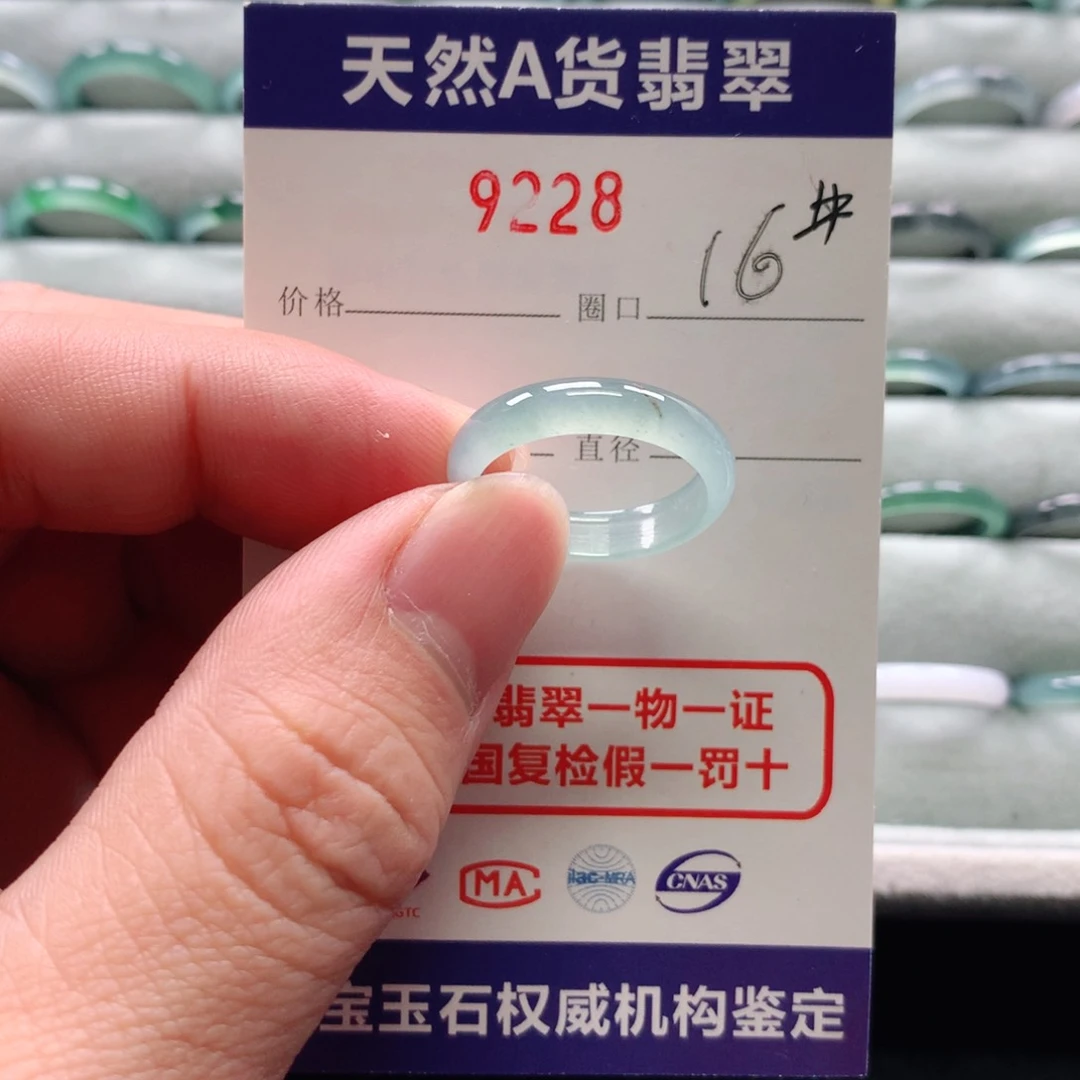 天然A货翡翠
9228
价格 圈口 16#
直径
翡翠一物一证
国复检假一罚十
GTC MA ilac-MRA CNAS
宝玉石权威机构鉴定